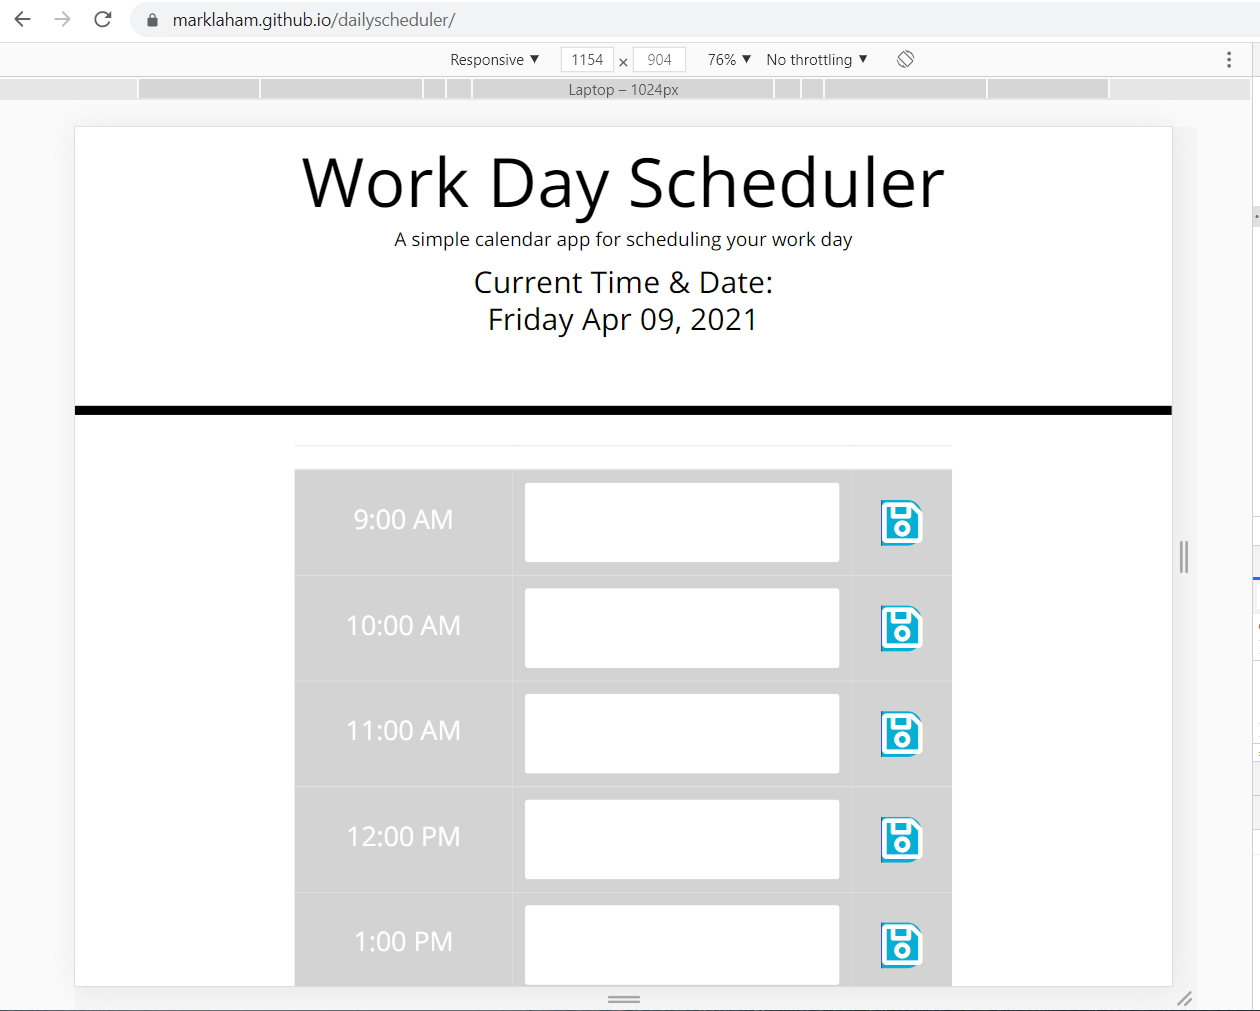 marklaham.github.io/dailyscheduler/
Responsive ▼ 1154 × 904 76% ▼ No throttling ▼
Laptop – 1024px
Work Day Scheduler
A simple calendar app for scheduling your work day
Current Time & Date:
Friday Apr 09, 2021
9:00 AM
10:00 AM
11:00 AM
12:00 PM
1:00 PM